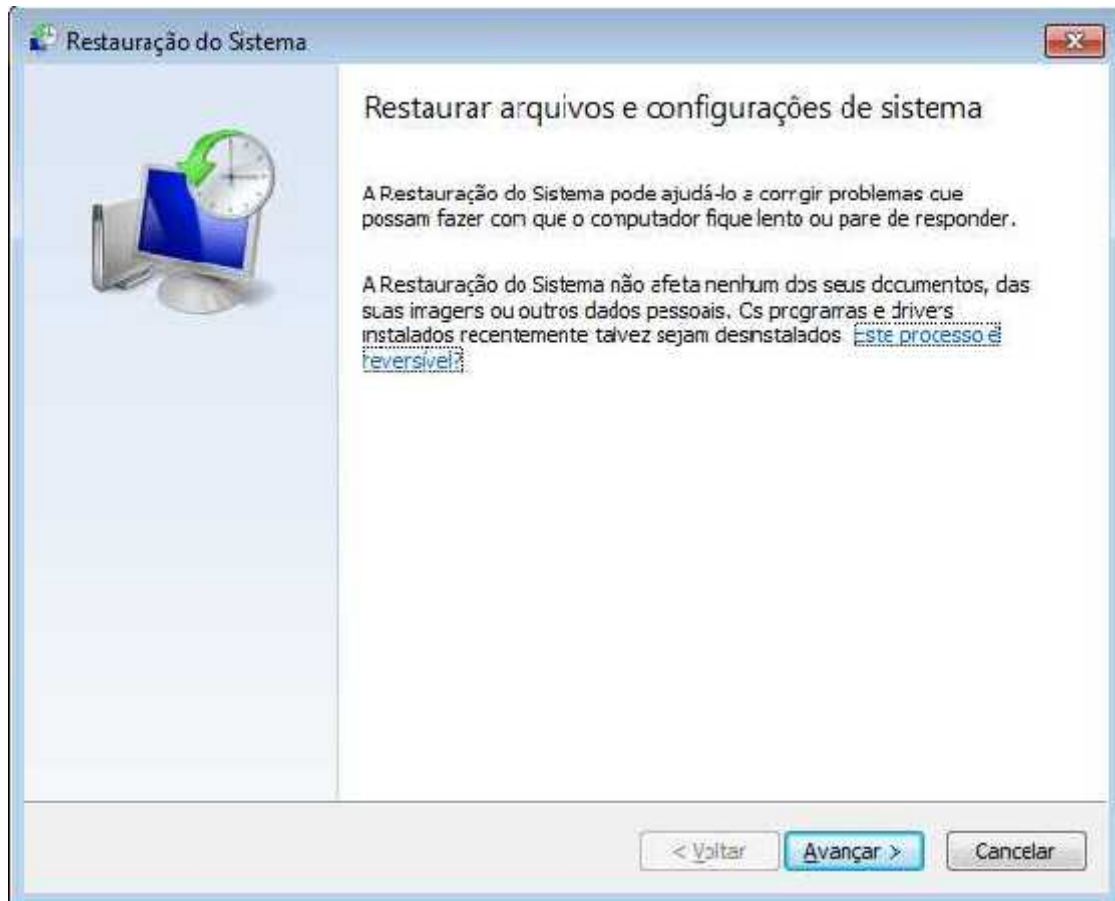 Restauração do Sistema
Restaurar arquivos e configurações de sistema
A Restauração do Sistema pode ajudá-lo a corrigir problemas que
possam fazer com que o computador fique lento ou pare de responder.
A Restauração do Sistema não afeta nenhum dos seus documentos, das
suas imagens ou outros dados pessoais. Os programas e drivers
instalados recentemente talvez sejam desinstalados. Este processo é
reversível?
< Voltar
Avançar >
Cancelar